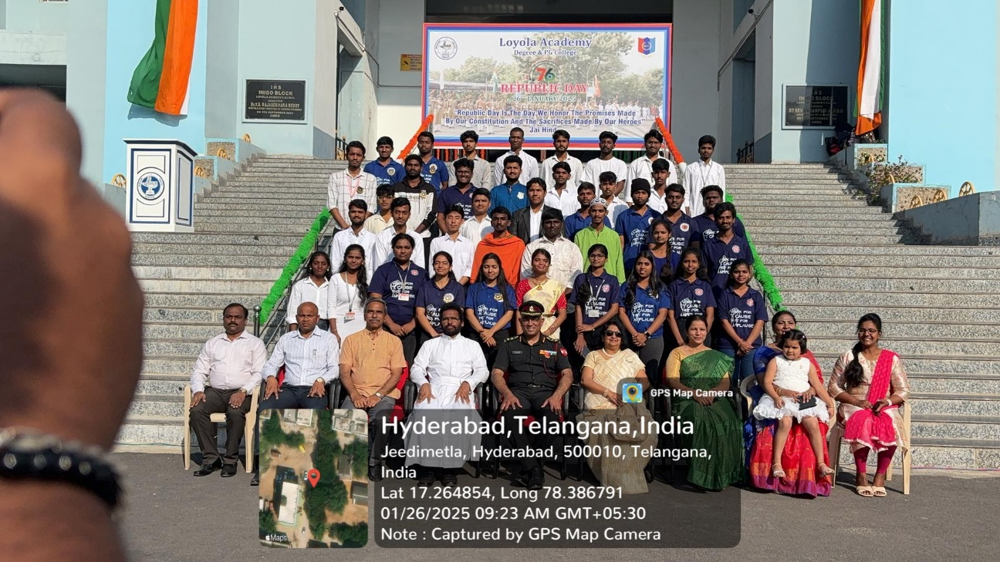 Loyola Academy
Degree & PG College
76
REPUBLIC DAY
26TH JANUARY 2025
"Republic Day Is The Day We Honor The Promises Made
By Our Constitution And The Sacrifices Made By Our Heroes"
Jai Hind
IHS
INIGO BLOCK
LOYOLA ACADEMY, ALWAL
IHS
INIGO BLOCK
GPS Map Camera
Hyderabad,Telangana,India
Jeedimetla, Hyderabad, 500010, Telangana,
India
Lat 17.264854, Long 78.386791
01/26/2025 09:23 AM GMT+05:30
Note : Captured by GPS Map Camera
Maps